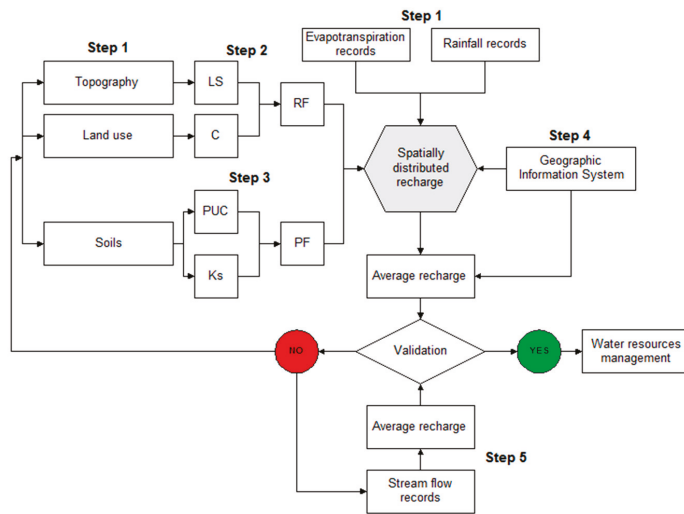 Step 1
Evapotranspiration
records
Rainfall records
Step 1
Step 2
Topography
LS
RF
Land use
C
Step 3
Soils
PUC
Ks
PF
Spatially
distributed
recharge
Step 4
Geographic
Information System
Average recharge
Validation
NO
YES
Water resources
management
Average recharge
Step 5
Stream flow
records